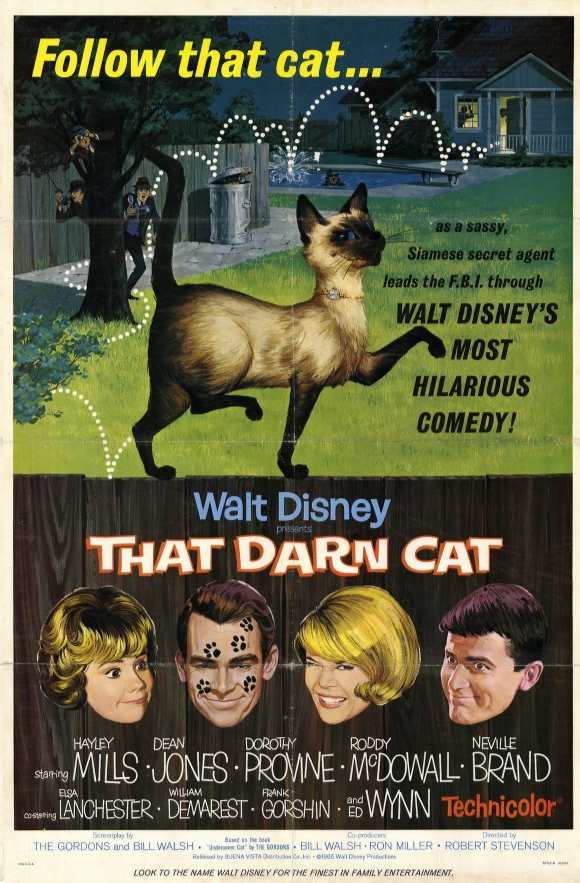 Follow that cat...
as a sassy,
Siamese secret agent
leads the F.B.I. through
WALT DISNEY'S
MOST
HILARIOUS
COMEDY!
Walt Disney
presents
THAT DARN CAT
starring HAYLEY MILLS · DEAN JONES · DOROTHY PROVINE · RODDY McDOWALL · NEVILLE BRAND
co-starring ELSA LANCHESTER · WILLIAM DEMAREST · FRANK GORSHIN · and ED WYNN Technicolor®
Screenplay by
THE GORDONS and BILL WALSH ·
Based on the book
"Undercover Cat" by THE GORDONS ·
Co-producers
BILL WALSH · RON MILLER ·
Directed by
ROBERT STEVENSON
Released by BUENA VISTA Distribution Co., Inc. · ©1965 Walt Disney Productions
LOOK TO THE NAME WALT DISNEY FOR THE FINEST IN FAMILY ENTERTAINMENT.